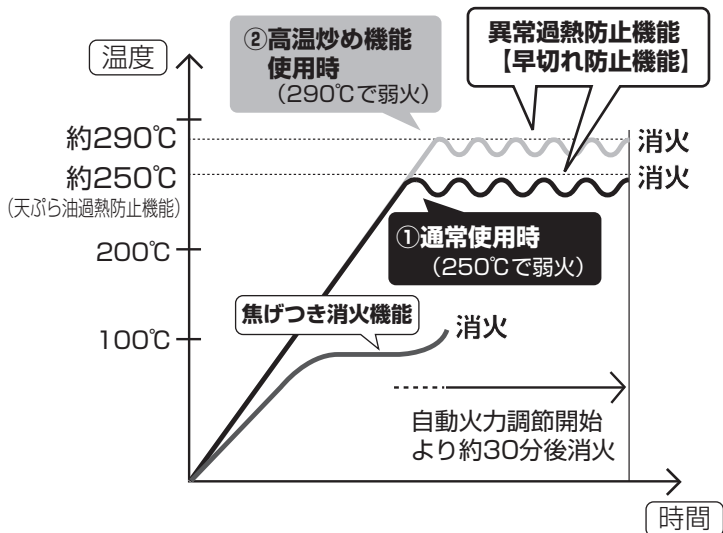 温度
②高温炒め機能
使用時
（290℃で弱火）
異常過熱防止機能
【早切れ防止機能】
約290℃
消火
約250℃
消火
（天ぷら油過熱防止機能）
①通常使用時
（250℃で弱火）
200℃
焦げつき消火機能
消火
100℃
自動火力調節開始
より約30分後消火
時間